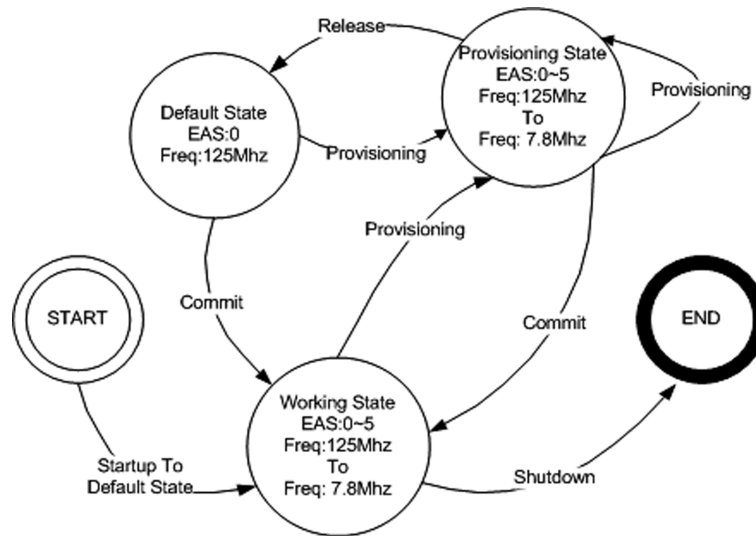 Release
Provisioning State
EAS:0~5
Freq:125Mhz
To
Freq: 7.8Mhz
Provisioning
Default State
EAS:0
Freq:125Mhz
Provisioning
Provisioning
Commit
Commit
START
END
Working State
EAS:0~5
Freq:125Mhz
To
Freq: 7.8Mhz
Startup To
Default State
Shutdown